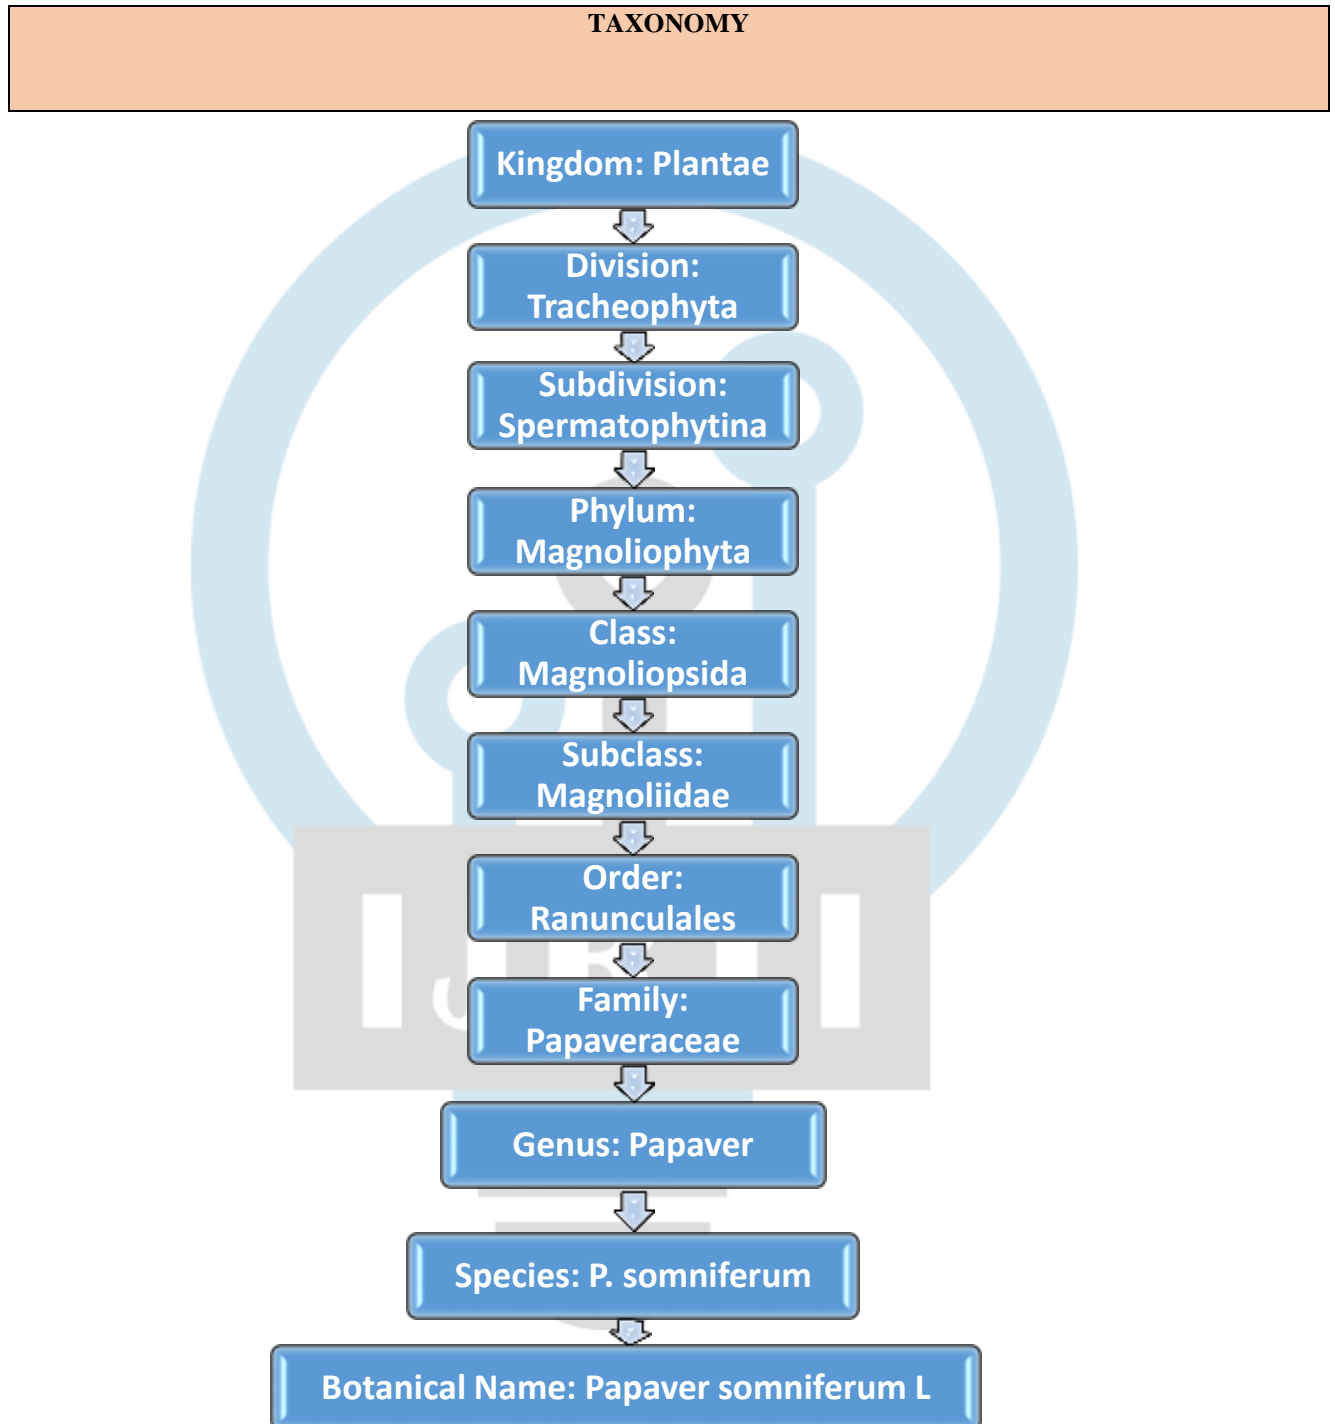 TAXONOMY
Kingdom: Plantae
Division:
Tracheophyta
Subdivision:
Spermatophytina
Phylum:
Magnoliophyta
Class:
Magnoliopsida
Subclass:
Magnoliidae
Order:
Ranunculales
Family:
Papaveraceae
Genus: Papaver
Species: P. somniferum
Botanical Name: Papaver somniferum L